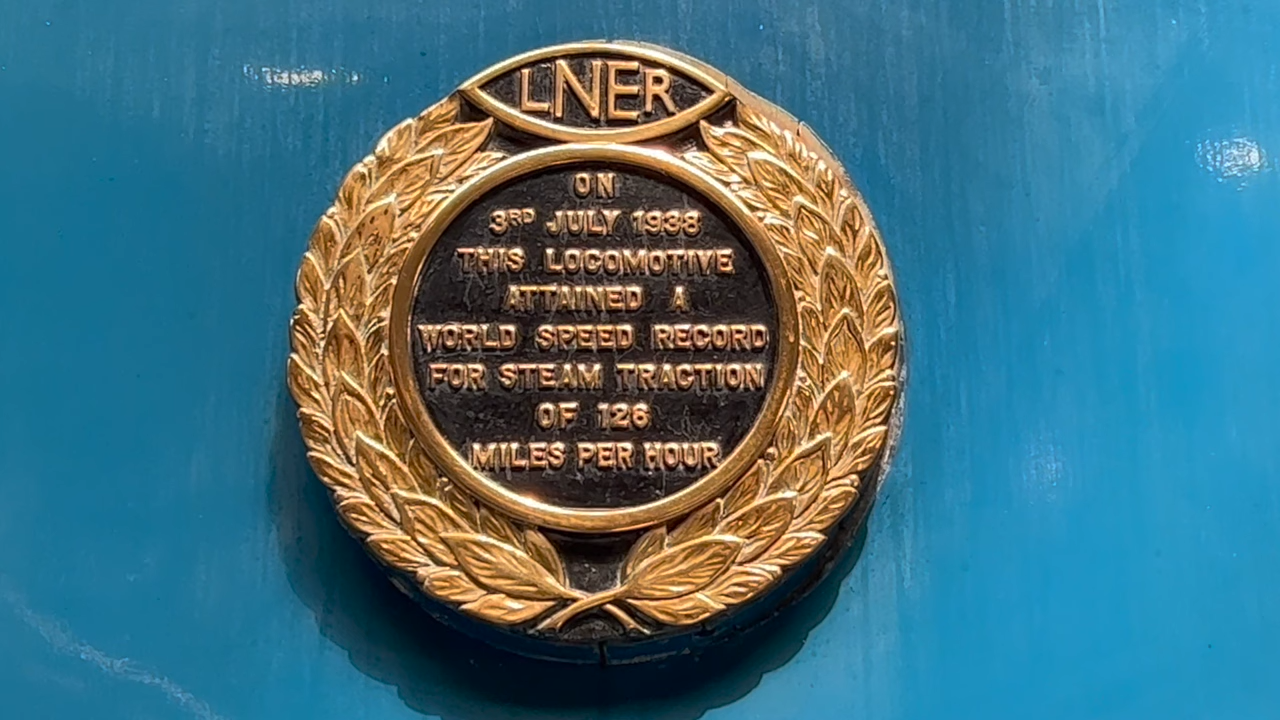 LNER
ON
3RD JULY 1938
THIS LOCOMOTIVE
ATTAINED A
WORLD SPEED RECORD
FOR STEAM TRACTION
OF 126
MILES PER HOUR